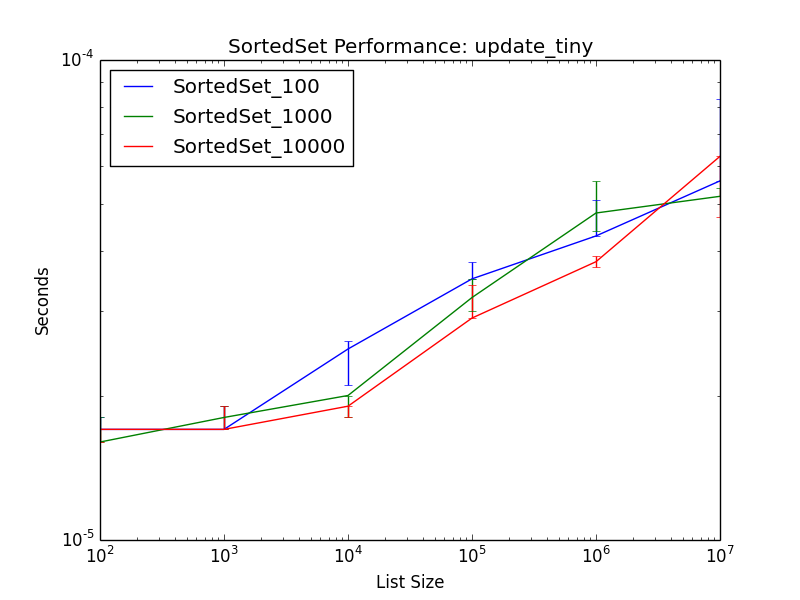 SortedSet Performance: update_tiny
10^-4
SortedSet_100
SortedSet_1000
SortedSet_10000
Seconds
10^-5
10^2 10^3 10^4 10^5 10^6 10^7
List Size